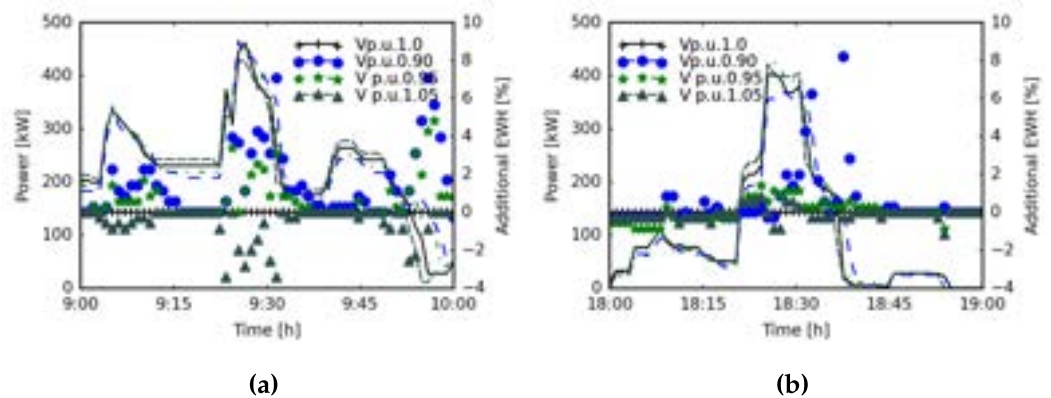 500
400
300
200
100
0
Power [kW]
10
8
6
4
2
0
−2
−4
Additional EWH [%]
Vp.u.1.0
Vp.u.0.90
V p.u.0.95
V p.u.1.05
9:00 9:15 9:30 9:45 10:00
Time [h]
(a)
500
400
300
200
100
0
Power [kW]
10
8
6
4
2
0
−2
−4
Additional EWH [%]
Vp.u.1.0
Vp.u.0.90
V p.u.0.95
V p.u.1.05
18:00 18:15 18:30 18:45 19:00
Time [h]
(b)